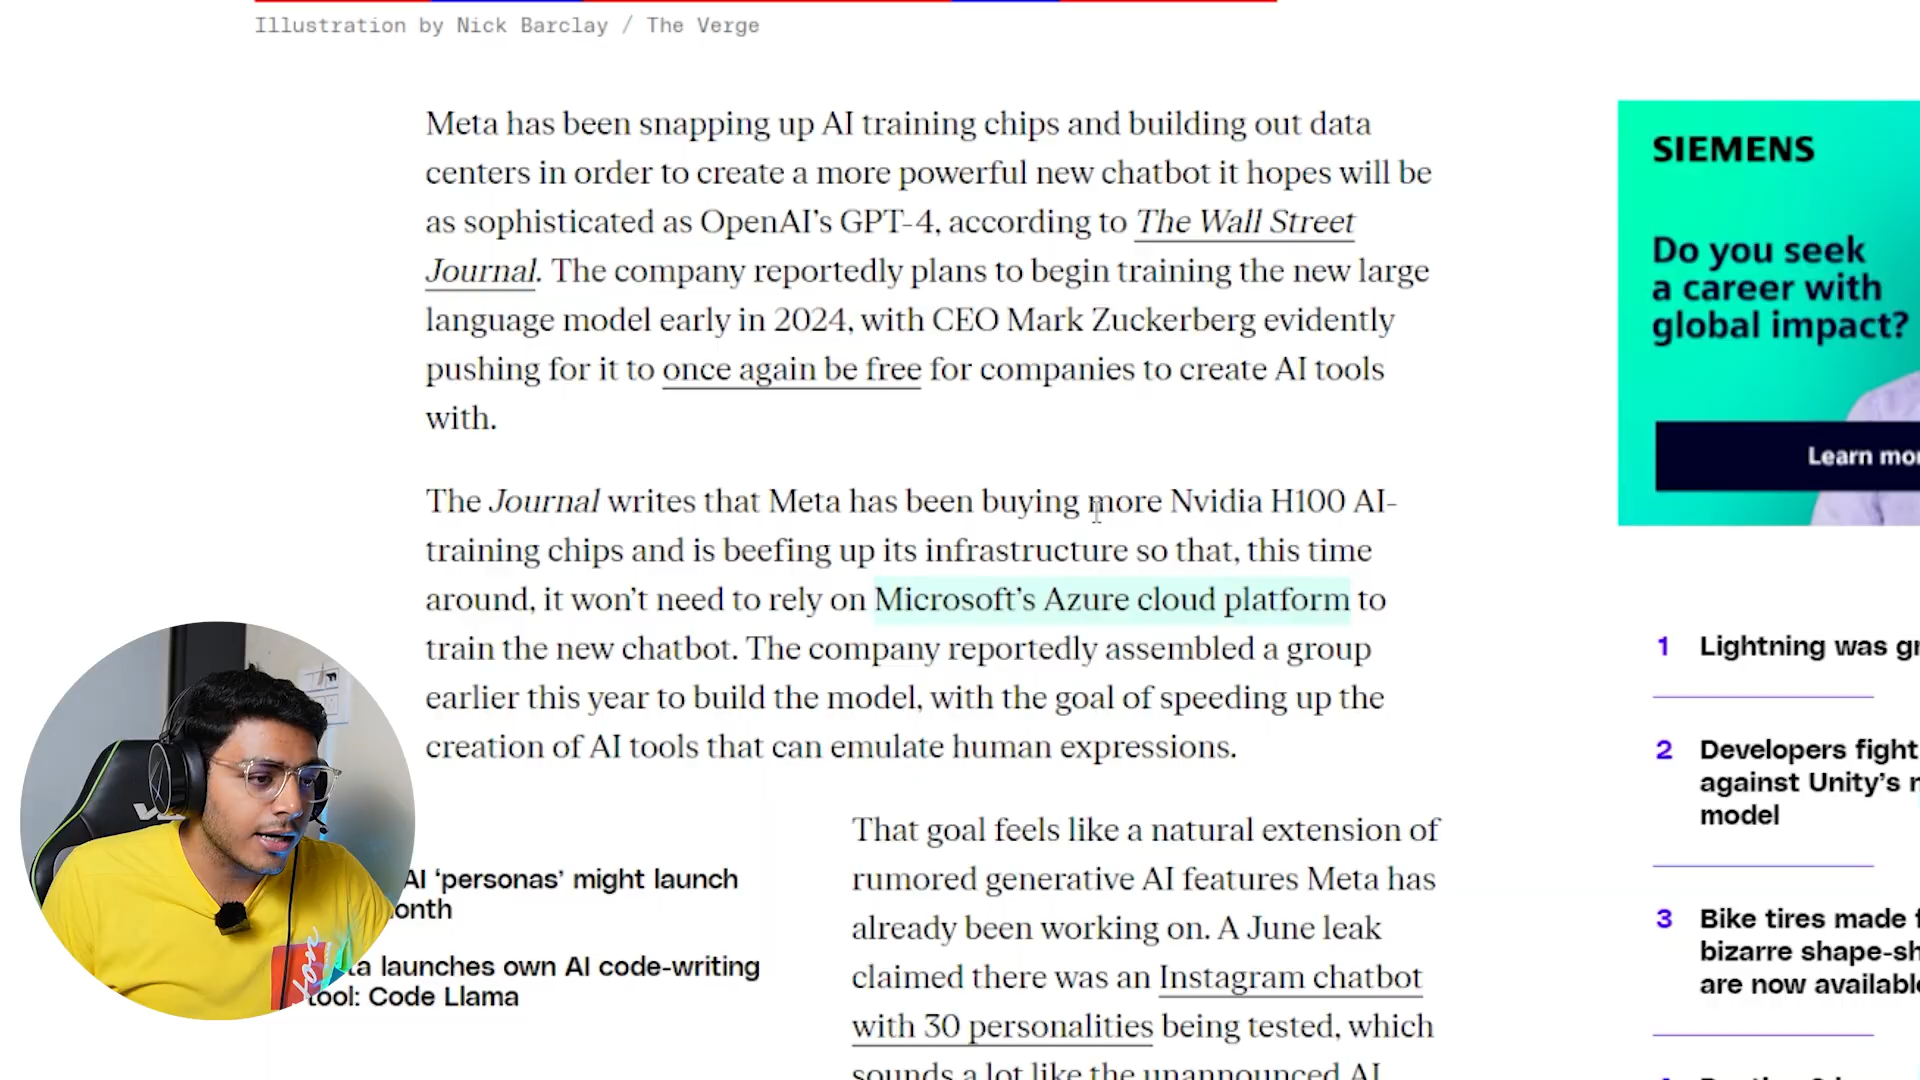 Illustration by Nick Barclay / The Verge
Meta has been snapping up AI training chips and building out data
centers in order to create a more powerful new chatbot it hopes will be
as sophisticated as OpenAI’s GPT-4, according to The Wall Street
Journal. The company reportedly plans to begin training the new large
language model early in 2024, with CEO Mark Zuckerberg evidently
pushing for it to once again be free for companies to create AI tools
with.
The Journal writes that Meta has been buying more Nvidia H100 AI-
training chips and is beefing up its infrastructure so that, this time
around, it won’t need to rely on Microsoft’s Azure cloud platform to
train the new chatbot. The company reportedly assembled a group
earlier this year to build the model, with the goal of speeding up the
creation of AI tools that can emulate human expressions.
AI ‘personas’ might launch
onth
ta launches own AI code-writing
tool: Code Llama
That goal feels like a natural extension of
rumored generative AI features Meta has
already been working on. A June leak
claimed there was an Instagram chatbot
with 30 personalities being tested, which
sounds a lot like the unannounced AI
SIEMENS
Do you seek
a career with
global impact?
Learn mor
1 Lightning was gr
2 Developers fight
against Unity’s n
model
3 Bike tires made f
bizarre shape-sh
are now available